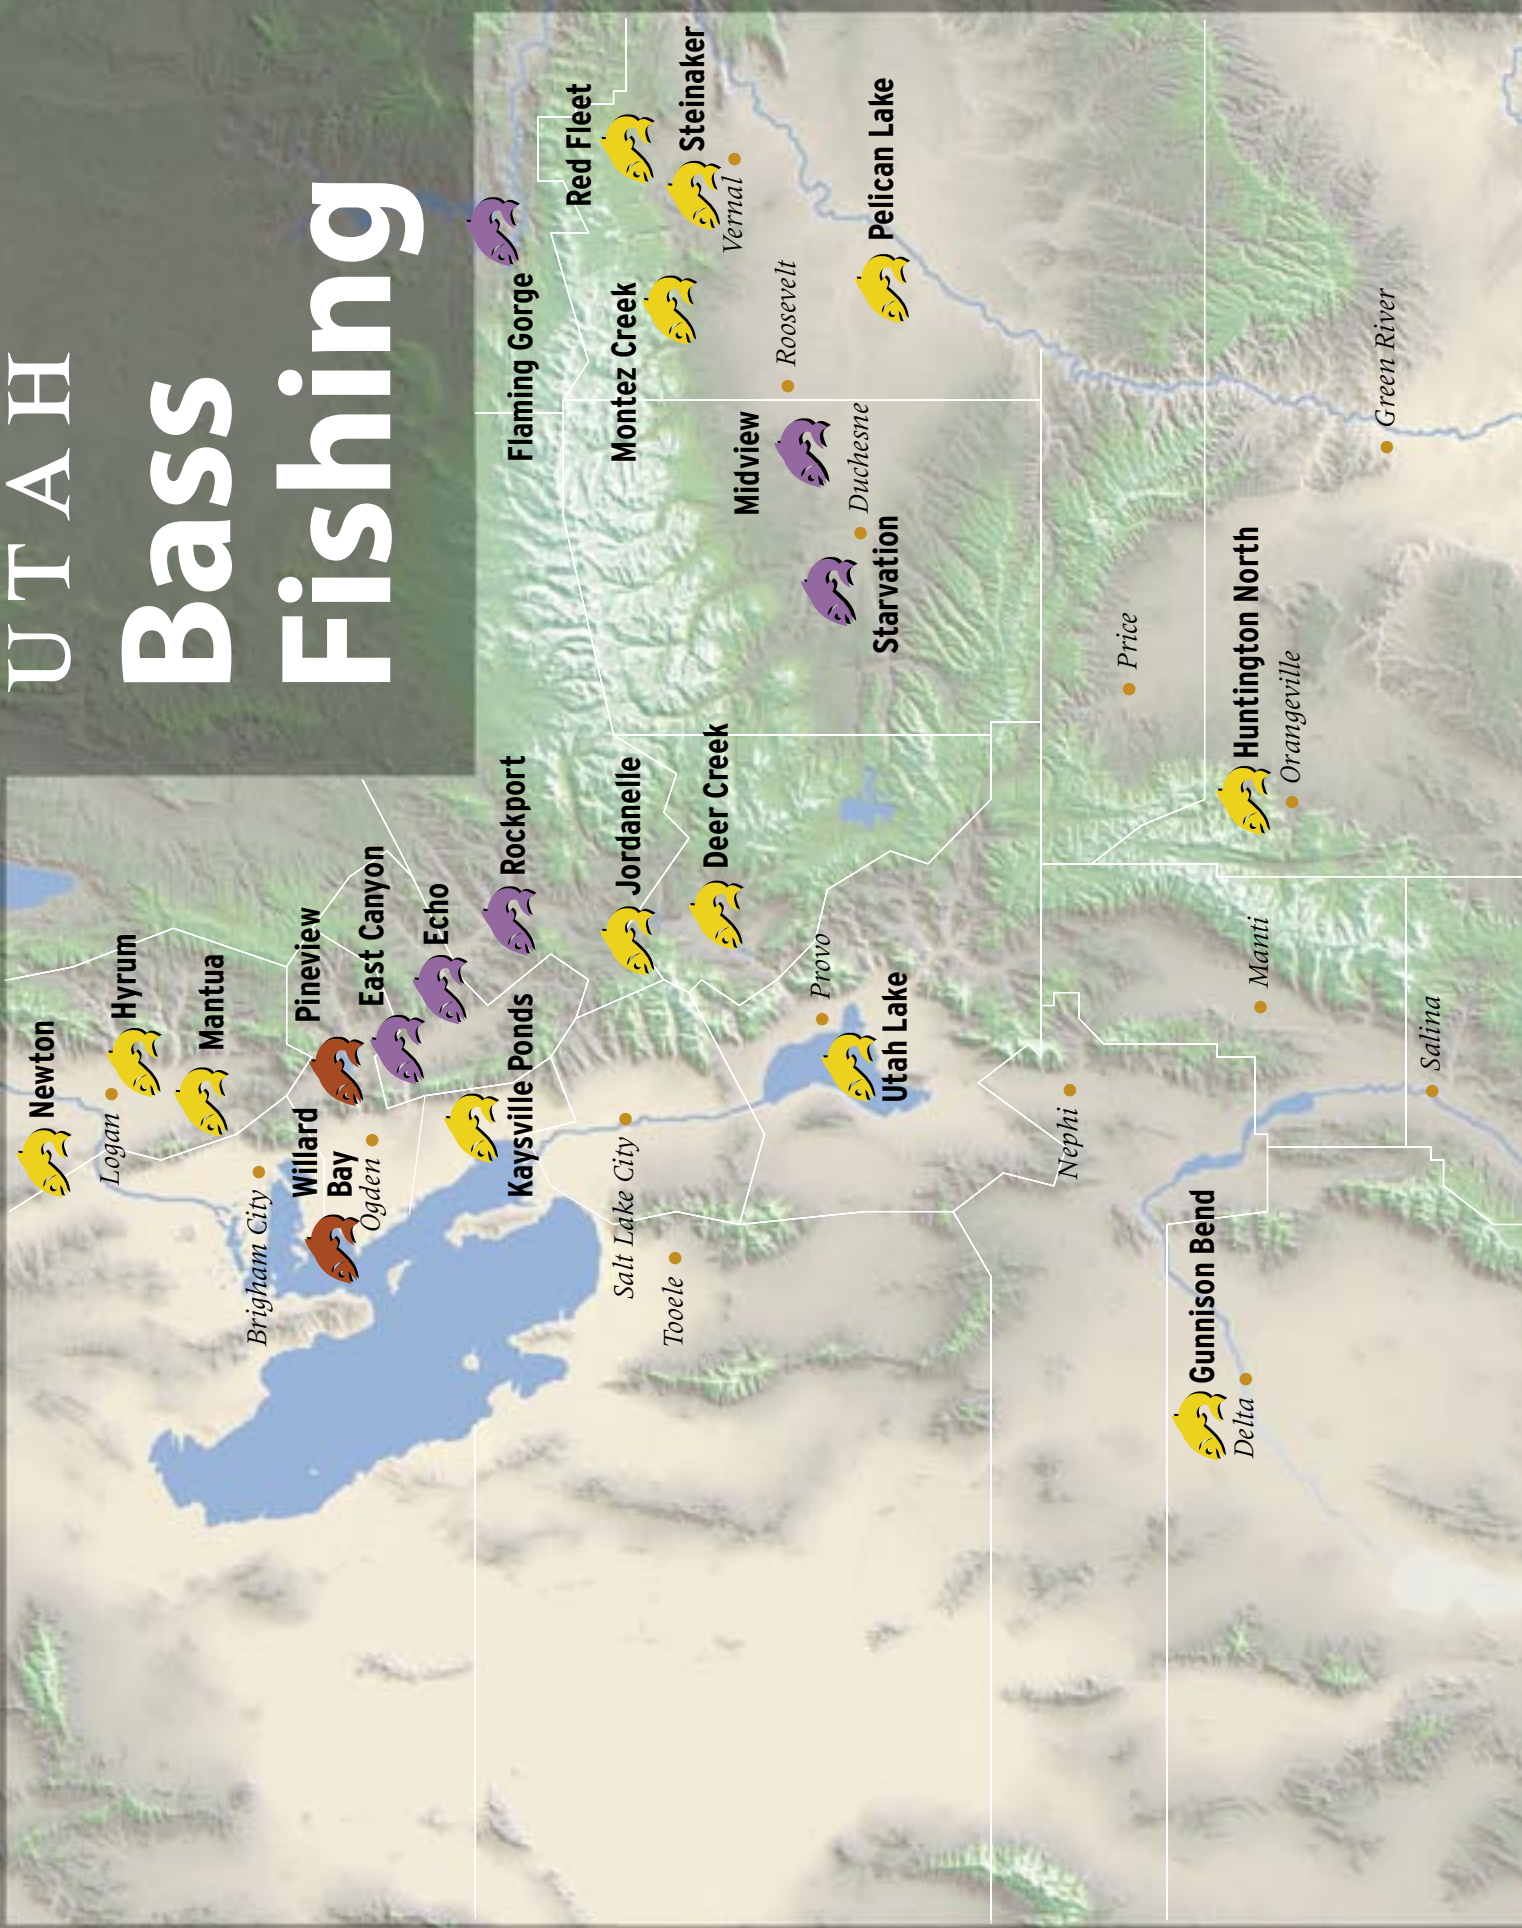 UTAH
Bass
Fishing
Newton
Logan
Hyrum
Mantua
Brigham City
Willard
Bay
Ogden
Pineview
East Canyon
Echo
Rockport
Kaysville Ponds
Salt Lake City
Tooele
Jordanelle
Deer Creek
Provo
Utah Lake
Flaming Gorge
Red Fleet
Steinaker
Vernal
Montez Creek
Roosevelt
Pelican Lake
Midview
Duchesne
Starvation
Price
Huntington North
Orangeville
Green River
Nephi
Manti
Salina
Gunnison Bend
Delta